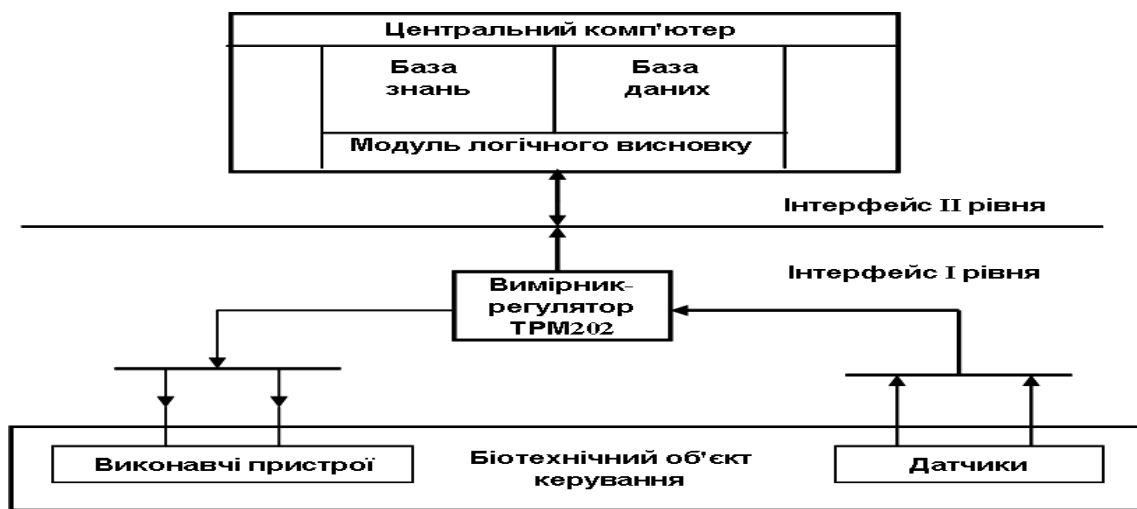 Центральний комп'ютер
База
знань
База
даних
Модуль логічного висновку
Інтерфейс II рівня
Інтерфейс I рівня
Вимірник-
регулятор
ТРМ202
Виконавчі пристрої
Біотехнічний об'єкт
керування
Датчики